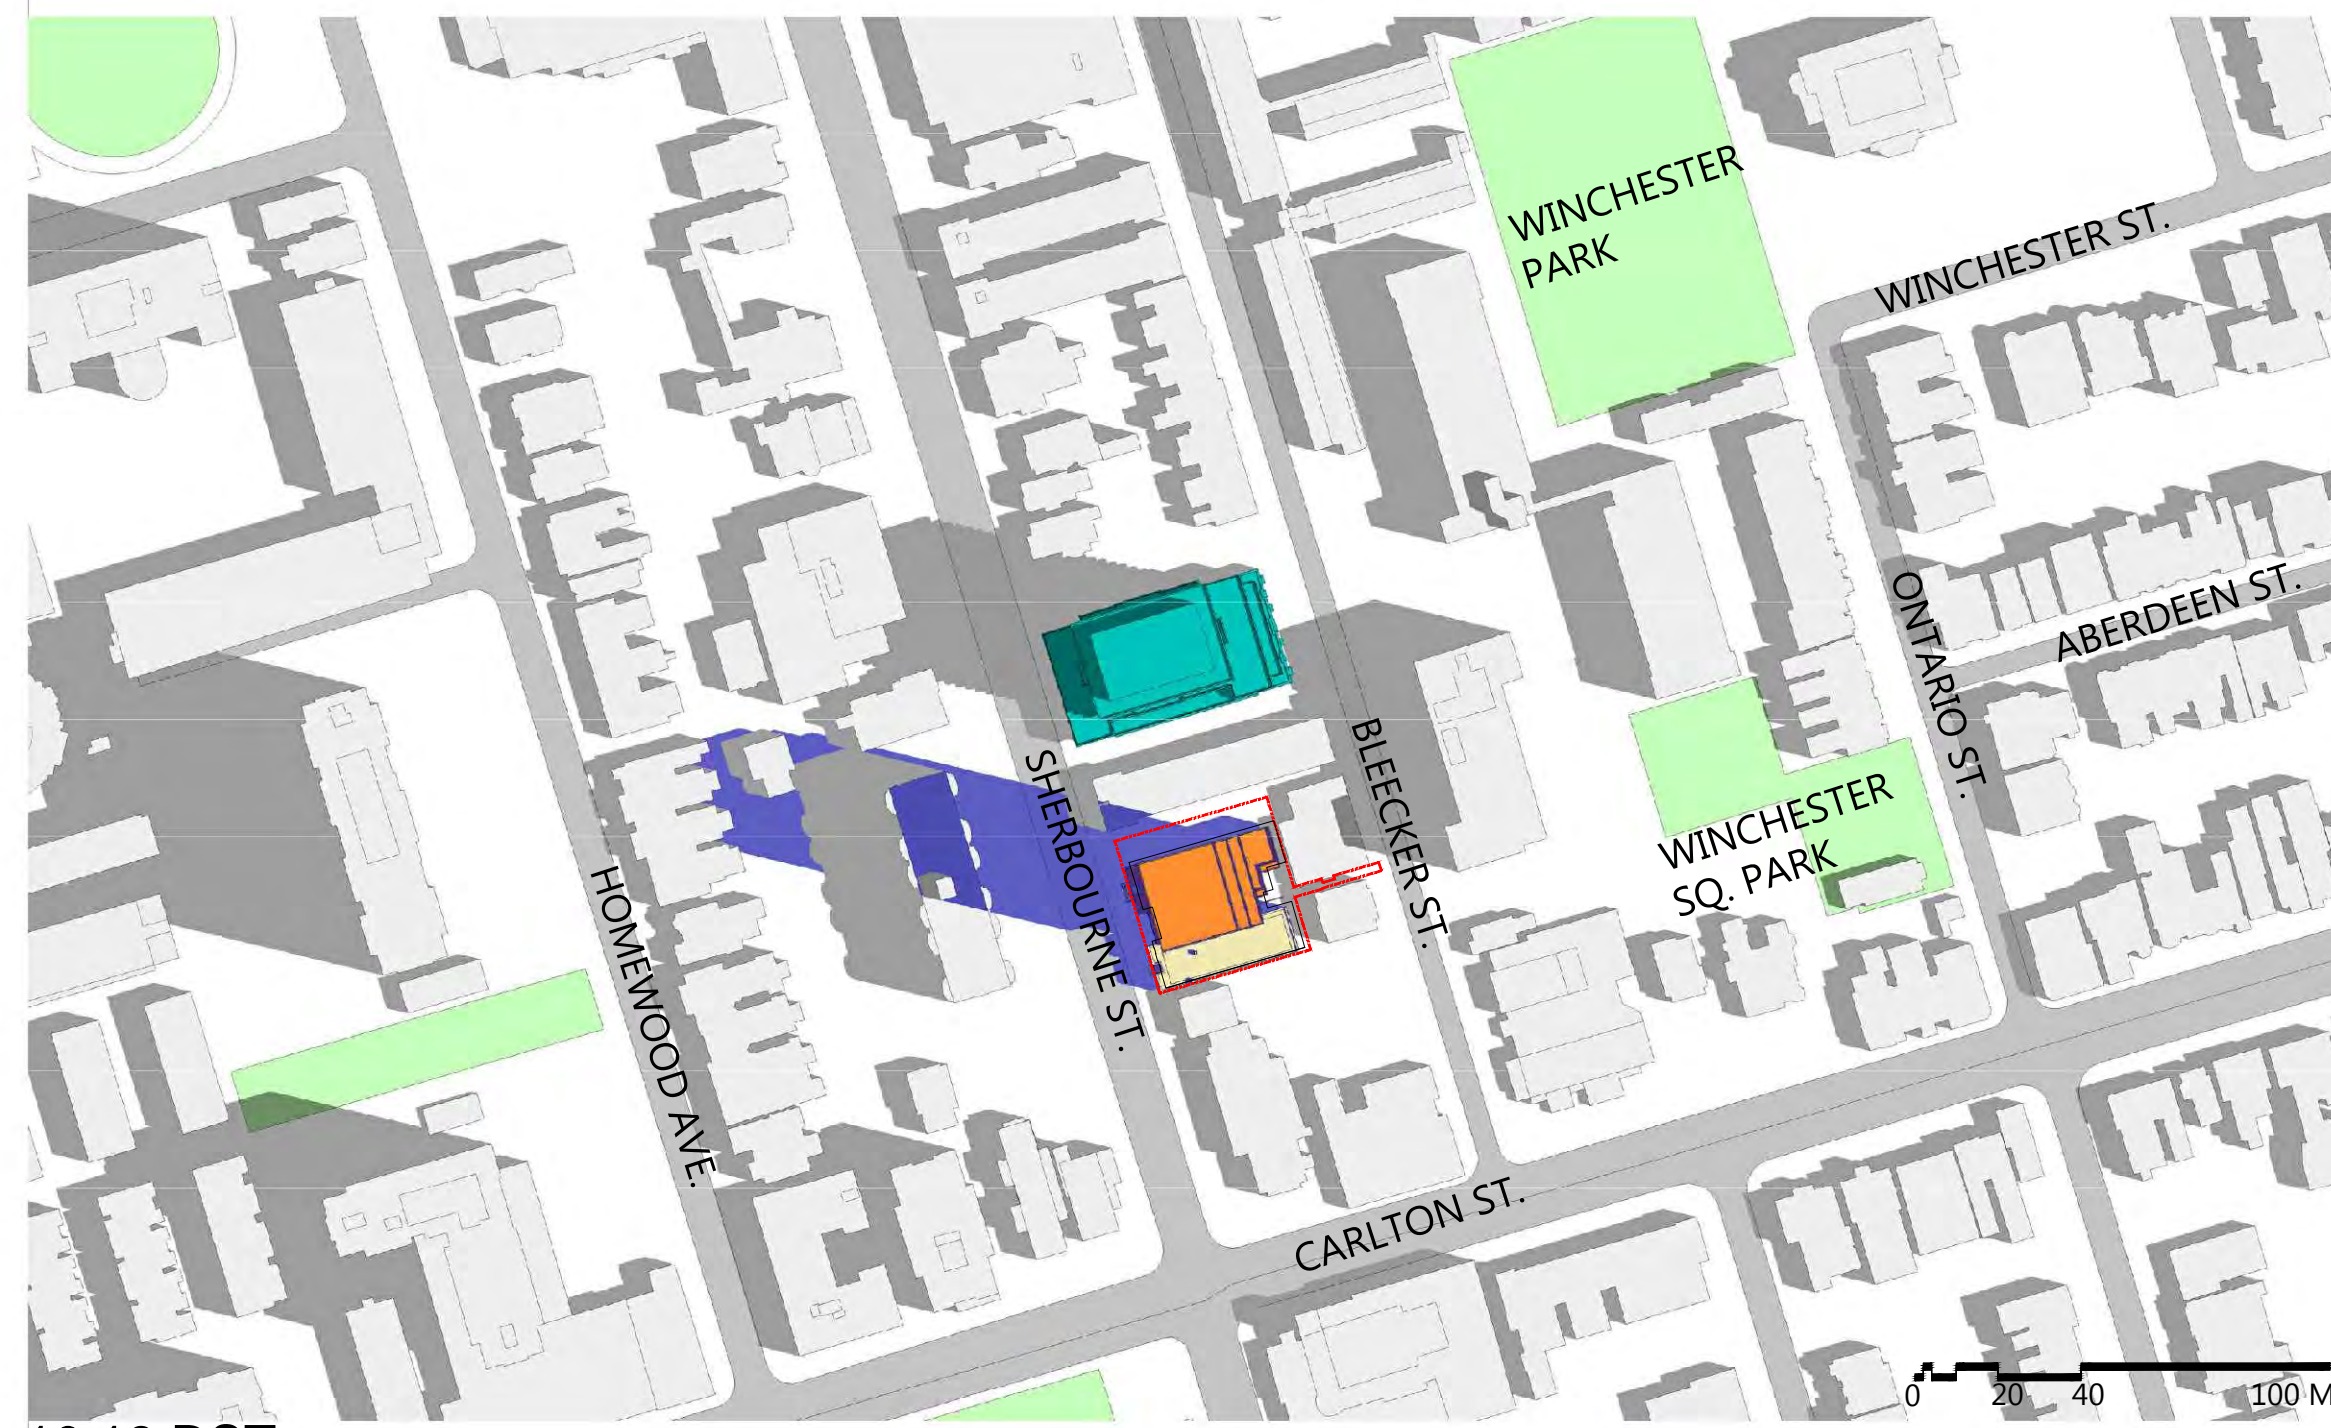 WINCHESTER
PARK
WINCHESTER ST.
ONTARIO ST.
ABERDEEN ST.
SHERBOURNE ST.
BLEECKER ST.
WINCHESTER
SQ. PARK
HOMEWOOD AVE.
CARLTON ST.
0 20 40 100 M